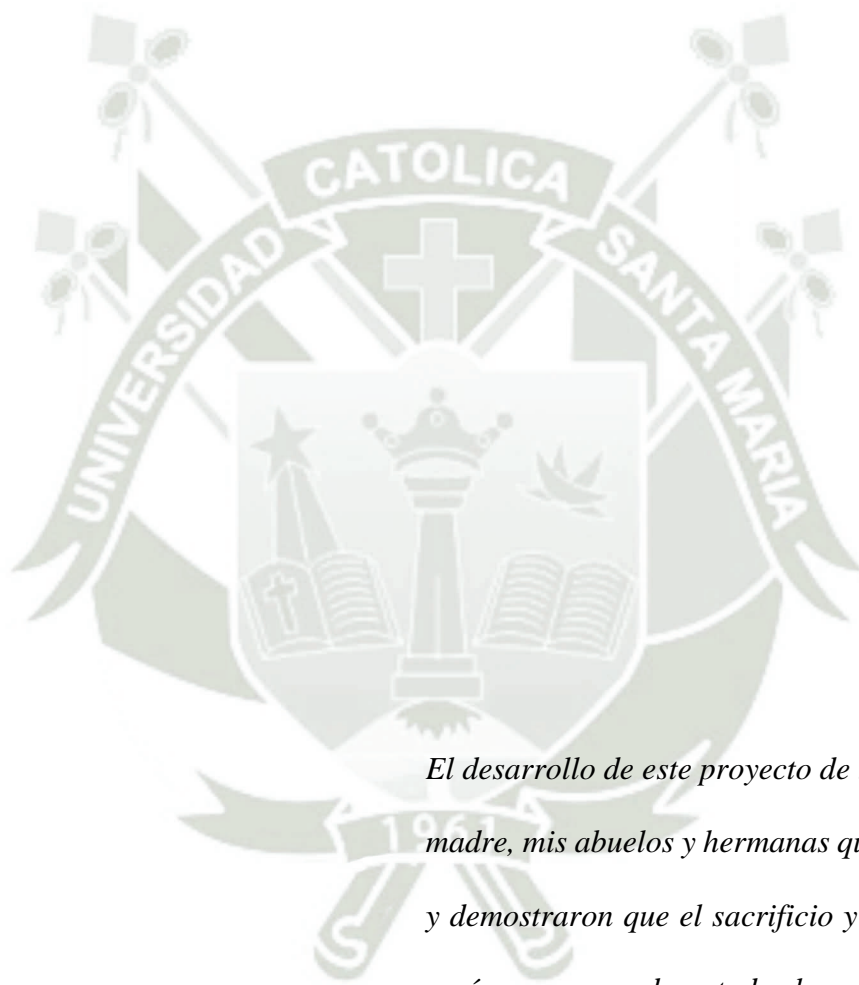 CATOLICA
UNIVERSIDAD
SANTA MARIA
El desarrollo de este proyecto de
madre, mis abuelos y hermanas
y demostraron que el sacrificio y
1961